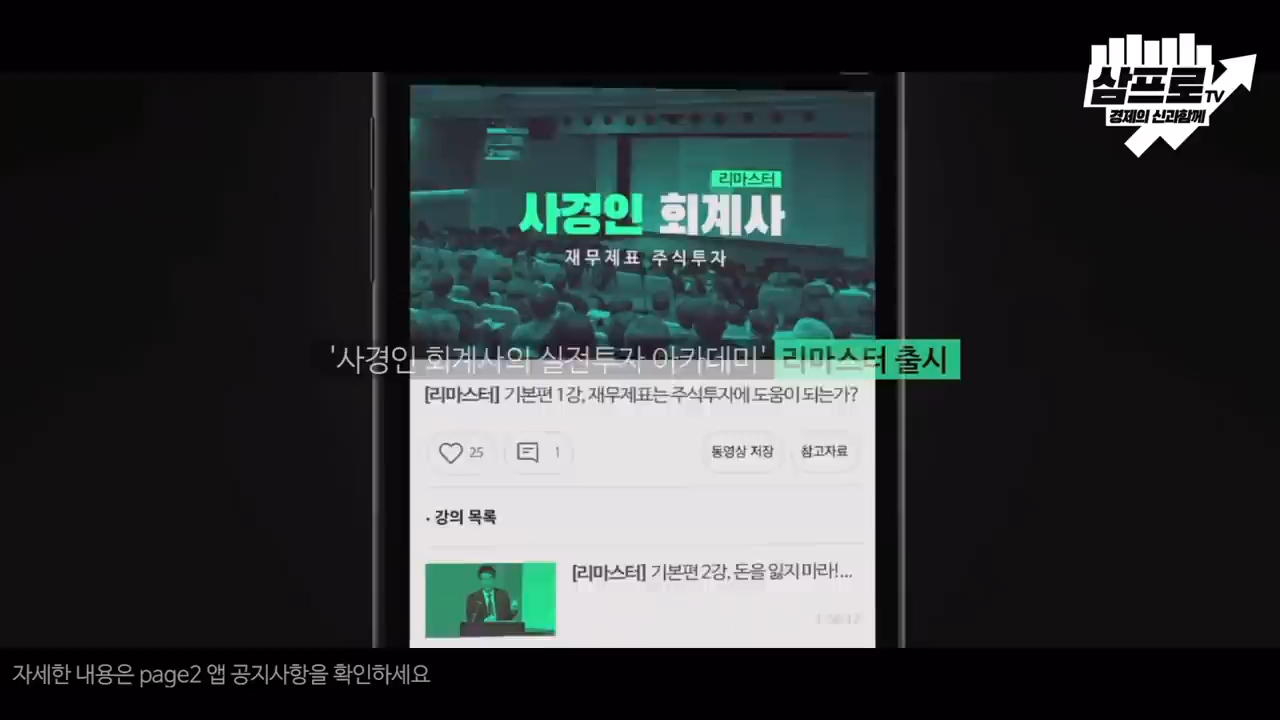 삼프로TV
경제의 신과함께
리마스터
사경인 회계사
재무제표 주식투자
'사경인 회계사의 실전투자 아카데미' 리마스터 출시
[리마스터] 기본편 1강, 재무제표는 주식투자에 도움이 되는가?
25
1
동영상 저장
참고자료
· 강의 목록
[리마스터] 기본편 2강, 돈을 잃지 마라!...
자세한 내용은 page2 앱 공지사항을 확인하세요